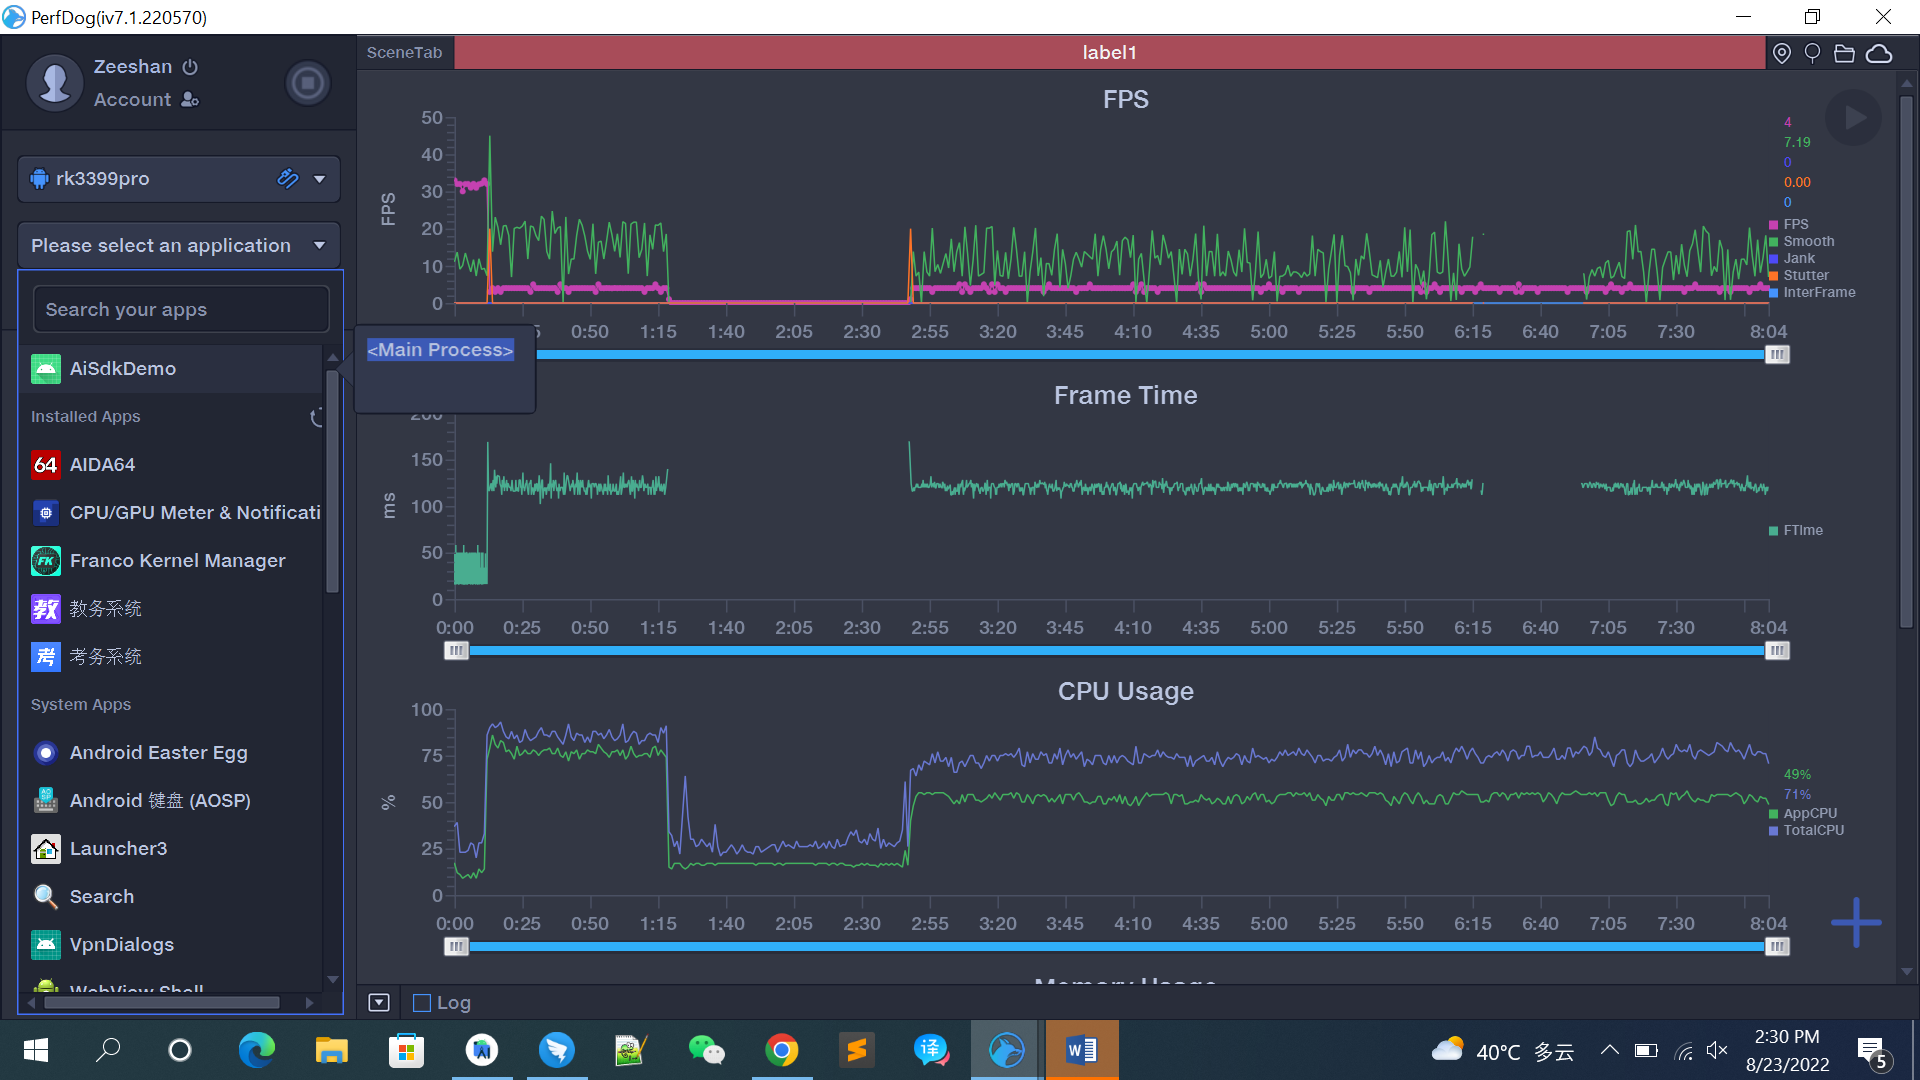 PerfDog(iv7.1.220570)
Zeeshan
Account
rk3399pro
Please select an application
Search your apps
AiSdkDemo
Installed Apps
64 AIDA64
CPU/GPU Meter & Notificati
FK Franco Kernel Manager
教 教务系统
考 考务系统
System Apps
Android Easter Egg
Android 键盘 (AOSP)
Launcher3
Search
VpnDialogs
WebView Shell
<Main Process>
SceneTab
label1
FPS
FPS
50
40
30
20
10
0
0:50 1:15 1:40 2:05 2:30 2:55 3:20 3:45 4:10 4:35 5:00 5:25 5:50 6:15 6:40 7:05 7:30 8:04
4
7.19
0
0.00
0
FPS
Smooth
Jank
Stutter
InterFrame
Frame Time
ms
200
150
100
50
0
0:00 0:25 0:50 1:15 1:40 2:05 2:30 2:55 3:20 3:45 4:10 4:35 5:00 5:25 5:50 6:15 6:40 7:05 7:30 8:04
FTime
CPU Usage
%
100
75
50
25
0
0:00 0:25 0:50 1:15 1:40 2:05 2:30 2:55 3:20 3:45 4:10 4:35 5:00 5:25 5:50 6:15 6:40 7:05 7:30 8:04
49%
71%
AppCPU
TotalCPU
Memory Usage
Log
译
40°C 多云
2:30 PM
8/23/2022
5